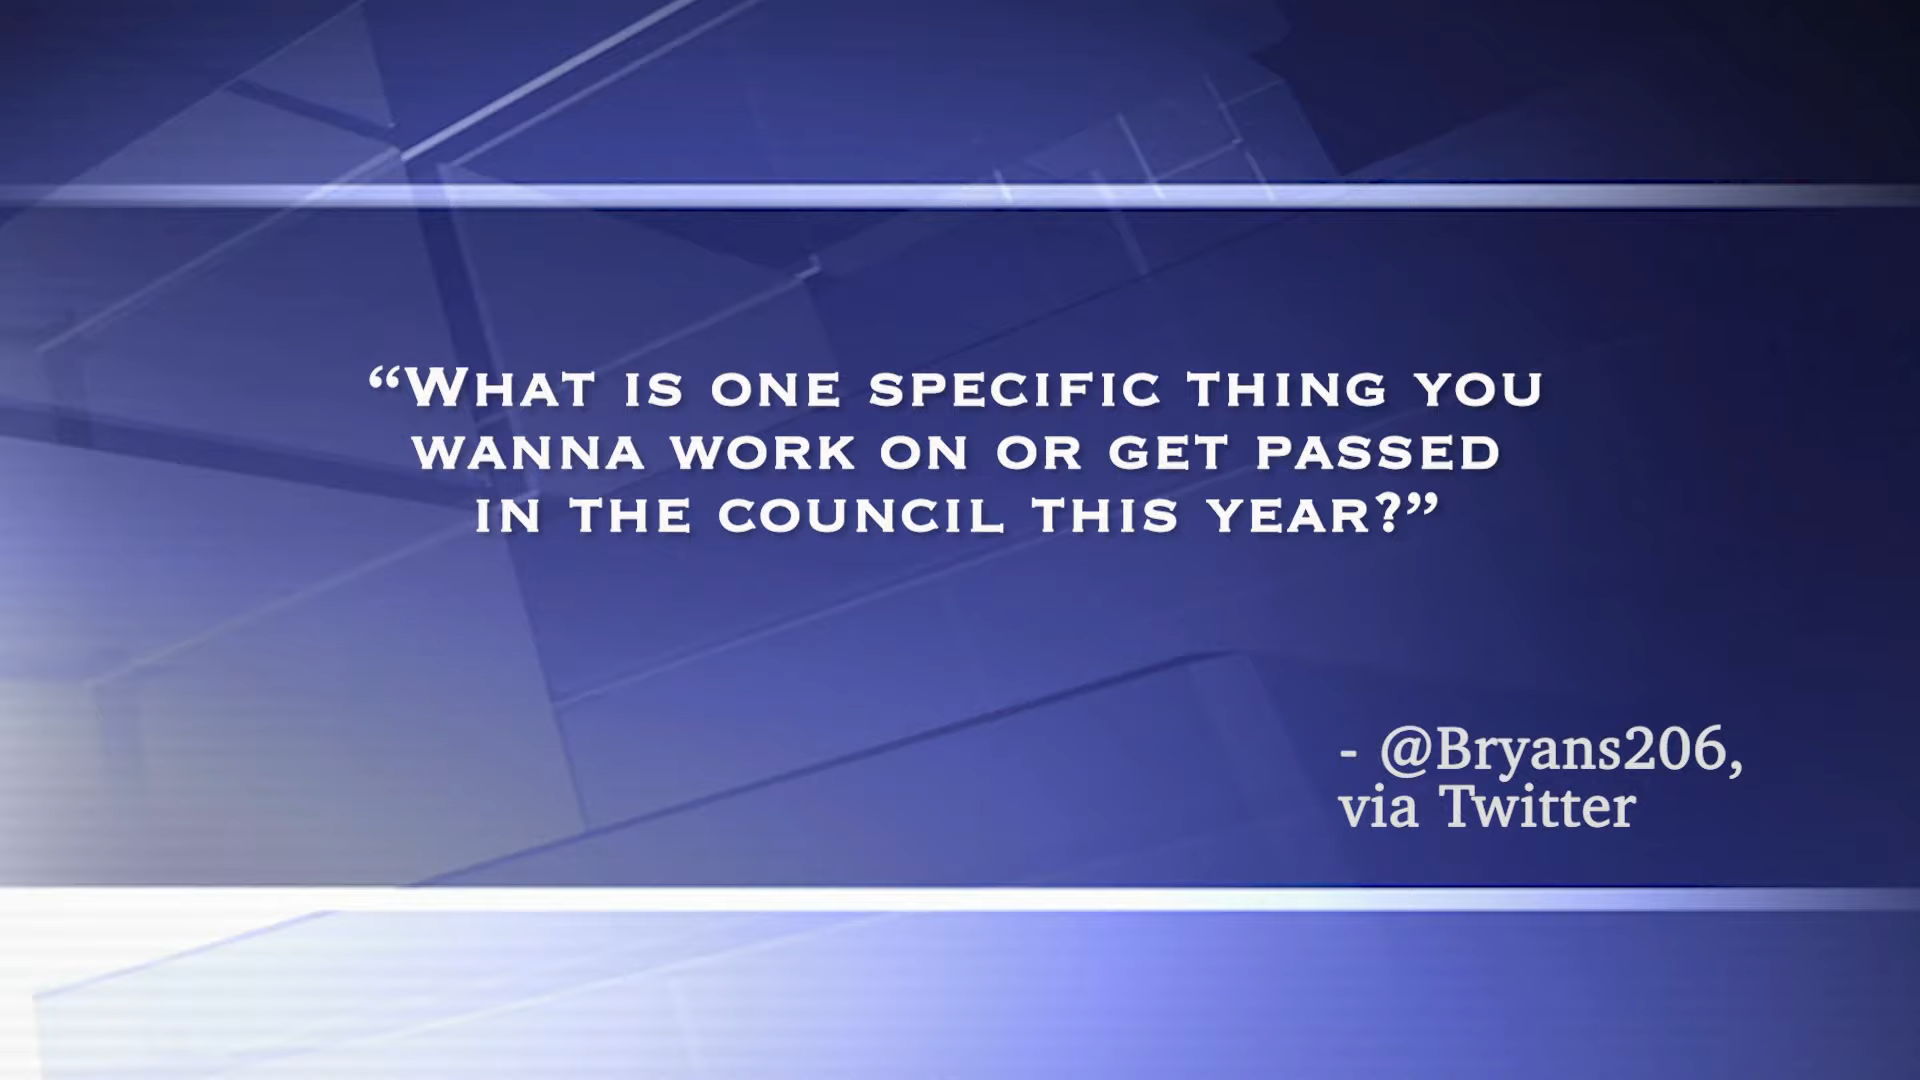 “What is one specific thing you
wanna work on or get passed
in the council this year?”
- @Bryans206,
via Twitter